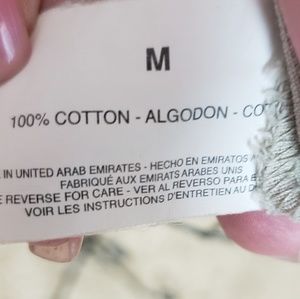 M
100% COTTON - ALGODON - CO
IN UNITED ARAB EMIRATES - HECHO EN EMIRATOS
FABRIQUÉ AUX EMIRATS ARABES UNIS
REVERSE FOR CARE - VER AL REVERSO PARA
VOIR LES INSTRUCTIONS D'ENTRETIEN AU